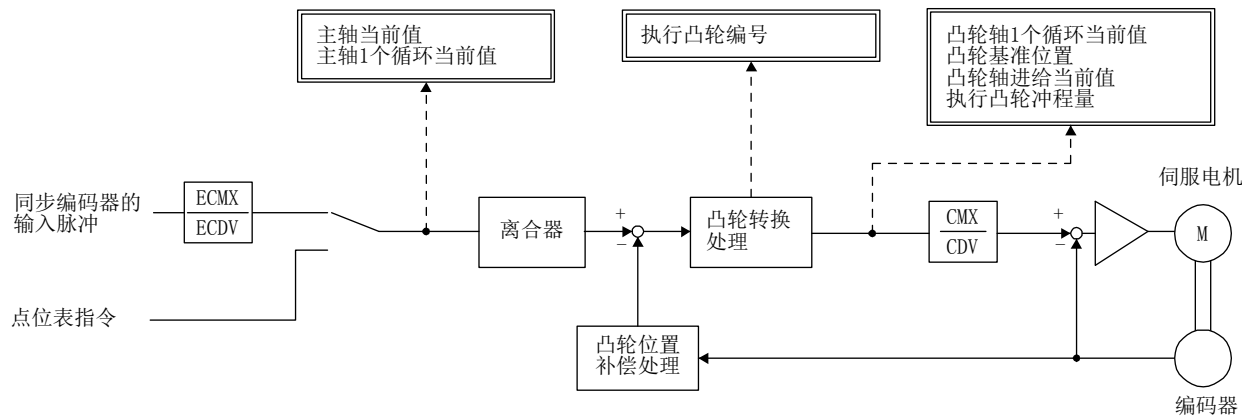 主轴当前值
主轴1个循环当前值
执行凸轮编号
凸轮轴1个循环当前值
凸轮基准位置
凸轮轴进给当前值
执行凸轮冲程量
伺服电机
同步编码器的
输入脉冲
ECMX
ECDV
离合器
+
−
凸轮转换
处理
CMX
CDV
+
−
M
点位表指令
凸轮位置
补偿处理
编码器